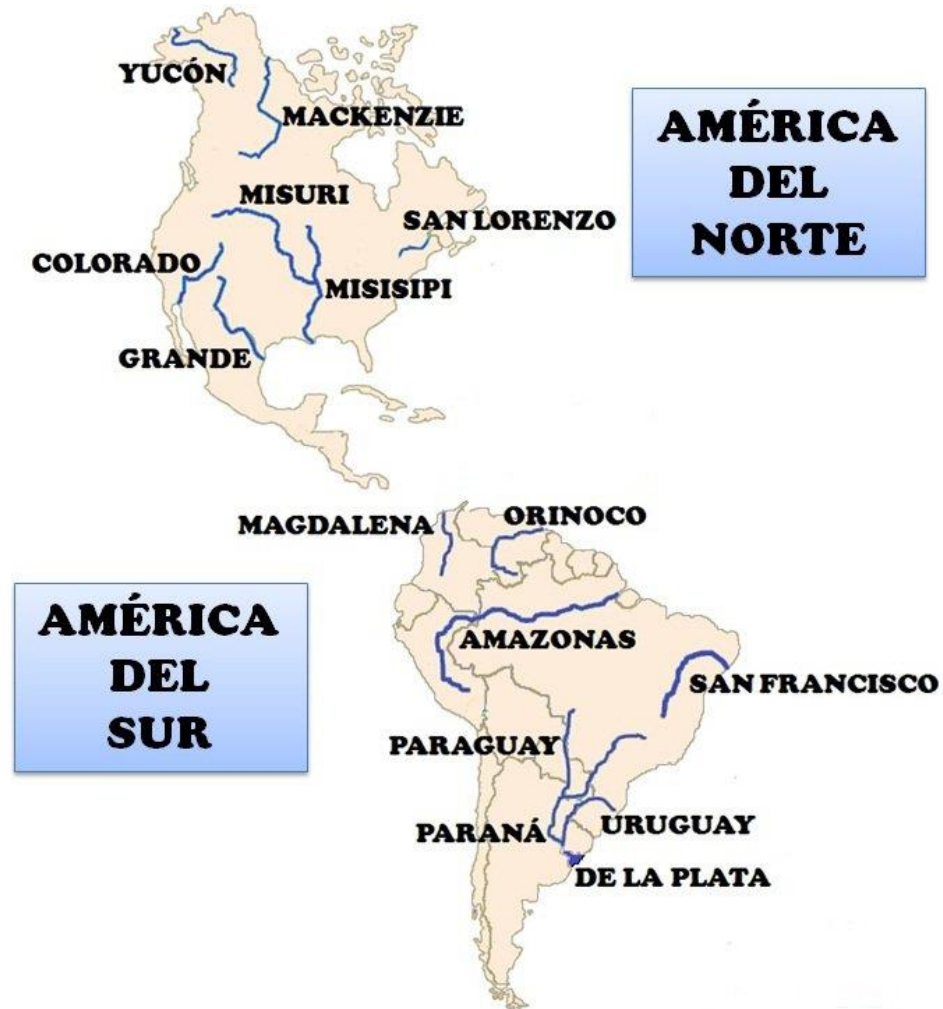 YUCÓN
MACKENZIE
AMÉRICA
DEL
NORTE
MISURI
SAN LORENZO
COLORADO
MISISIPI
GRANDE
MAGDALENA
ORINOCO
AMÉRICA
DEL
SUR
AMAZONAS
SAN FRANCISCO
PARAGUAY
PARANÁ
URUGUAY
DE LA PLATA